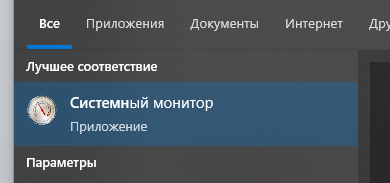 Все Приложения Документы Интернет Дру
Лучшее соответствие
Системный монитор
Приложение
Параметры